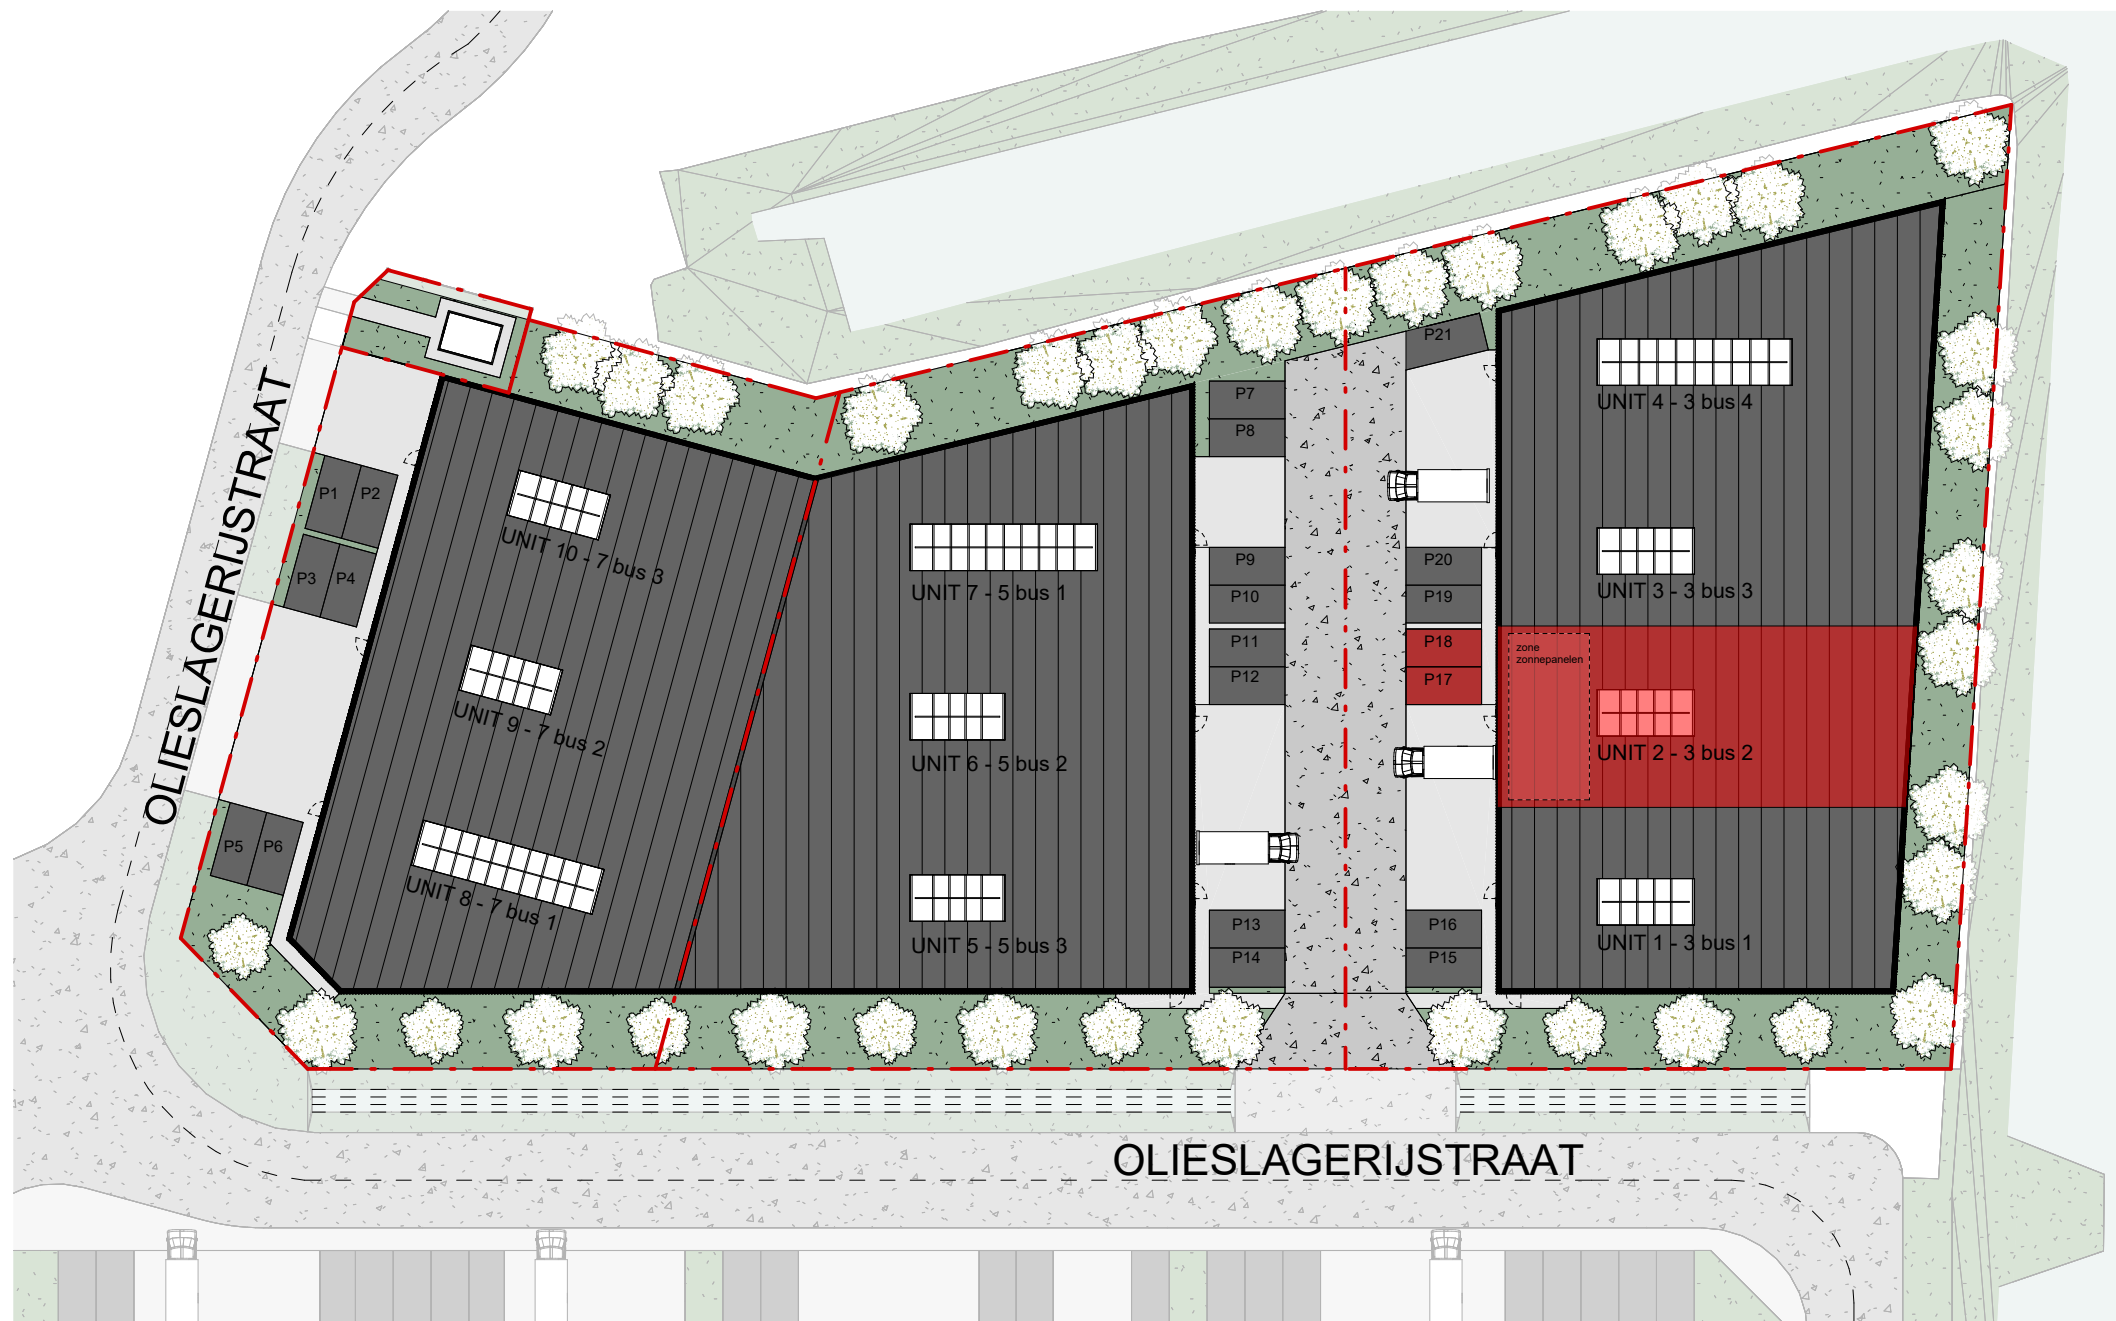 OLIESLAGERIJSTRAAT
P1
P2
P3
P4
P5
P6
UNIT 10 - 7 bus 3
UNIT 9 - 7 bus 2
UNIT 8 - 7 bus 1
UNIT 7 - 5 bus 1
UNIT 6 - 5 bus 2
UNIT 5 - 5 bus 3
P7
P8
P9
P10
P11
P12
P13
P14
P21
P20
P19
P18
P17
P16
P15
UNIT 4 - 3 bus 4
UNIT 3 - 3 bus 3
zone
zonnepanelen
UNIT 2 - 3 bus 2
UNIT 1 - 3 bus 1
OLIESLAGERIJSTRAAT